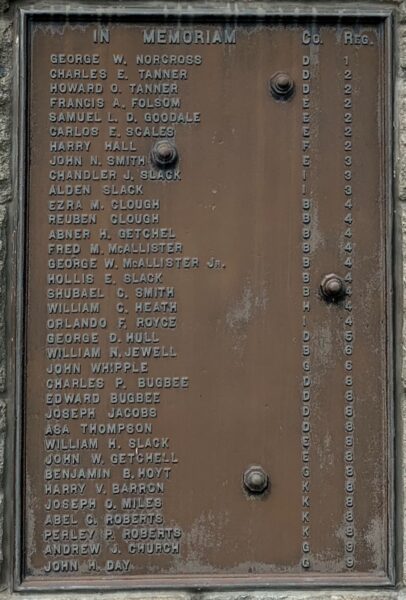 IN MEMORIAM CO. REG.
GEORGE W. NORCROSS D 1
CHARLES E. TANNER D 2
HOWARD O. TANNER D 2
FRANCIS A. FOLSOM E 2
SAMUEL L. D. GOODALE E 2
CARLOS E. SCALES E 2
HARRY HALL F 2
JOHN N. SMITH E 3
CHANDLER J. SLACK I 3
ALDEN SLACK I 3
EZRA M. CLOUGH B 4
REUBEN CLOUGH B 4
ABNER H. GETCHEL B 4
FRED M. McALLISTER B 4
GEORGE W. McALLISTER JR. B 4
HOLLIS E. SLACK B 4
SHUBAEL C. SMITH B 4
WILLIAM C. HEATH H 4
ORLANDO F. ROYCE I 4
GEORGE D. HULL D 5
WILLIAM N. JEWELL B 6
JOHN WHIPPLE G 6
CHARLES P. BUGBEE D 8
EDWARD BUGBEE D 8
JOSEPH JACOBS D 8
ASA THOMPSON D 8
WILLIAM H. SLACK E 8
JOHN W. GETCHELL E 8
BENJAMIN B. HOYT G 8
HARRY V. BARRON K 8
JOSEPH O. MILES K 8
ABEL C. ROBERTS K 8
PERLEY P. ROBERTS K 8
ANDREW J. CHURCH G 9
JOHN H. DAY G 9